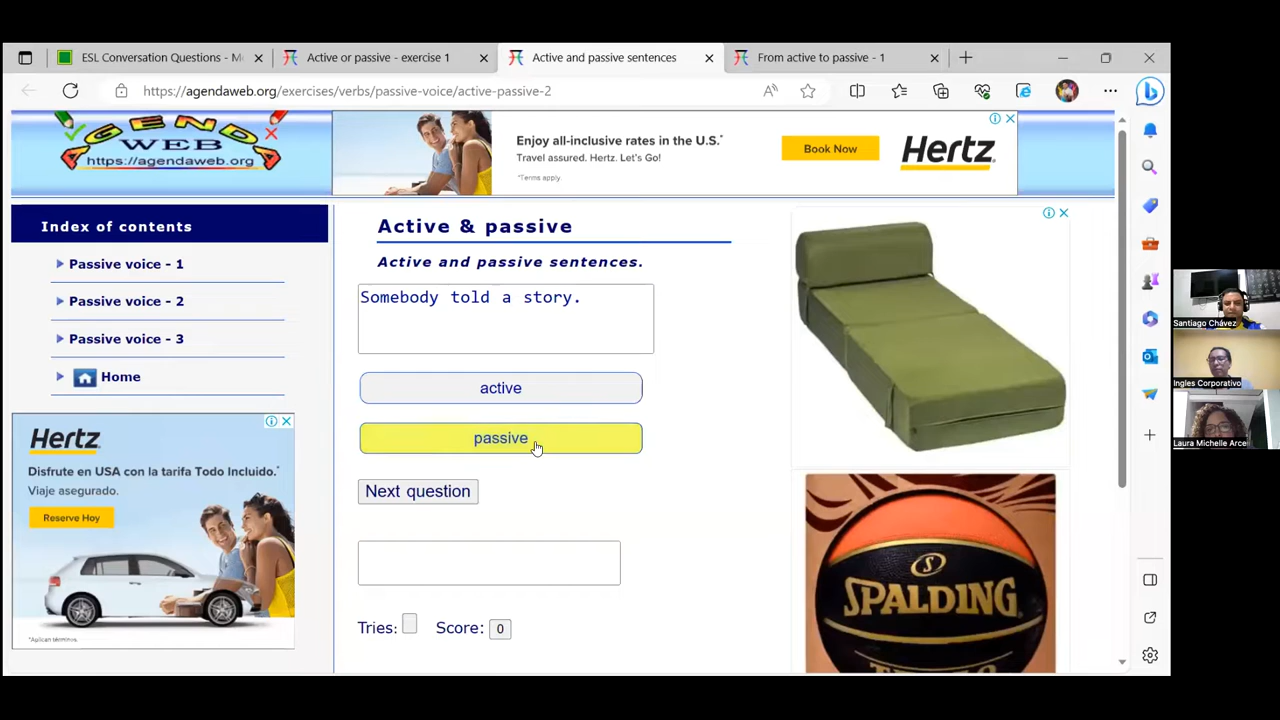 ESL Conversation Questions - M
Active or passive - exercise 1
Active and passive sentences
From active to passive - 1
https://agendaweb.org/exercises/verbs/passive-voice/active-passive-2
AGENDA
WEB
https://agendaweb.org
Enjoy all-inclusive rates in the U.S.*
Travel assured. Hertz. Let's Go!
*Terms apply
Book Now
Hertz.
Index of contents
Passive voice - 1
Passive voice - 2
Passive voice - 3
Home
Hertz.
Disfrute en USA con la tarifa Todo Incluido.*
Viaje asegurado.
Reserve Hoy
*Aplican términos.
Active & passive
Active and passive sentences.
Somebody told a story.
active
passive
Next question
Tries:
Score: 0
S
SPALDING
Santiago Chávez
Ingles Corporativo
Laura Michelle Arce